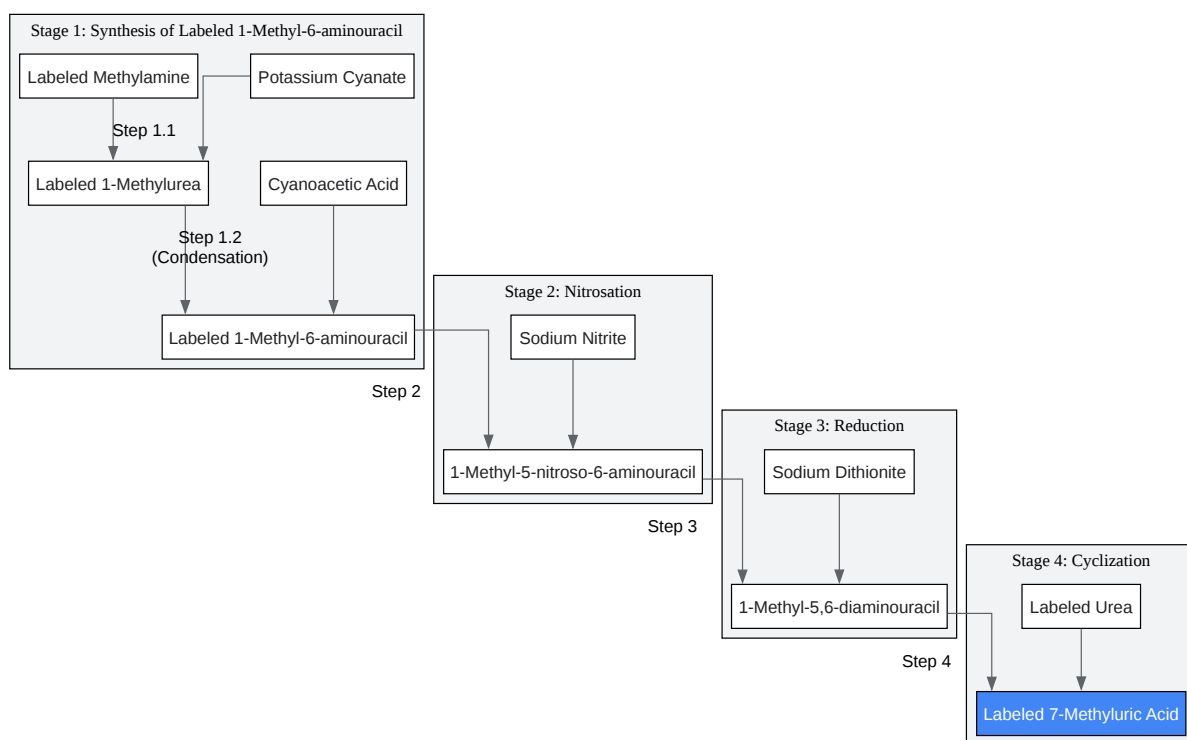 Stage 1: Synthesis of Labeled 1-Methyl-6-aminouracil
Labeled Methylamine
Potassium Cyanate
Step 1.1
Labeled 1-Methylurea
Cyanoacetic Acid
Step 1.2
(Condensation)
Labeled 1-Methyl-6-aminouracil
Step 2
Stage 2: Nitrosation
Sodium Nitrite
1-Methyl-5-nitroso-6-aminouracil
Step 3
Stage 3: Reduction
Sodium Dithionite
1-Methyl-5,6-diaminouracil
Step 4
Stage 4: Cyclization
Labeled Urea
Labeled 7-Methyluric Acid